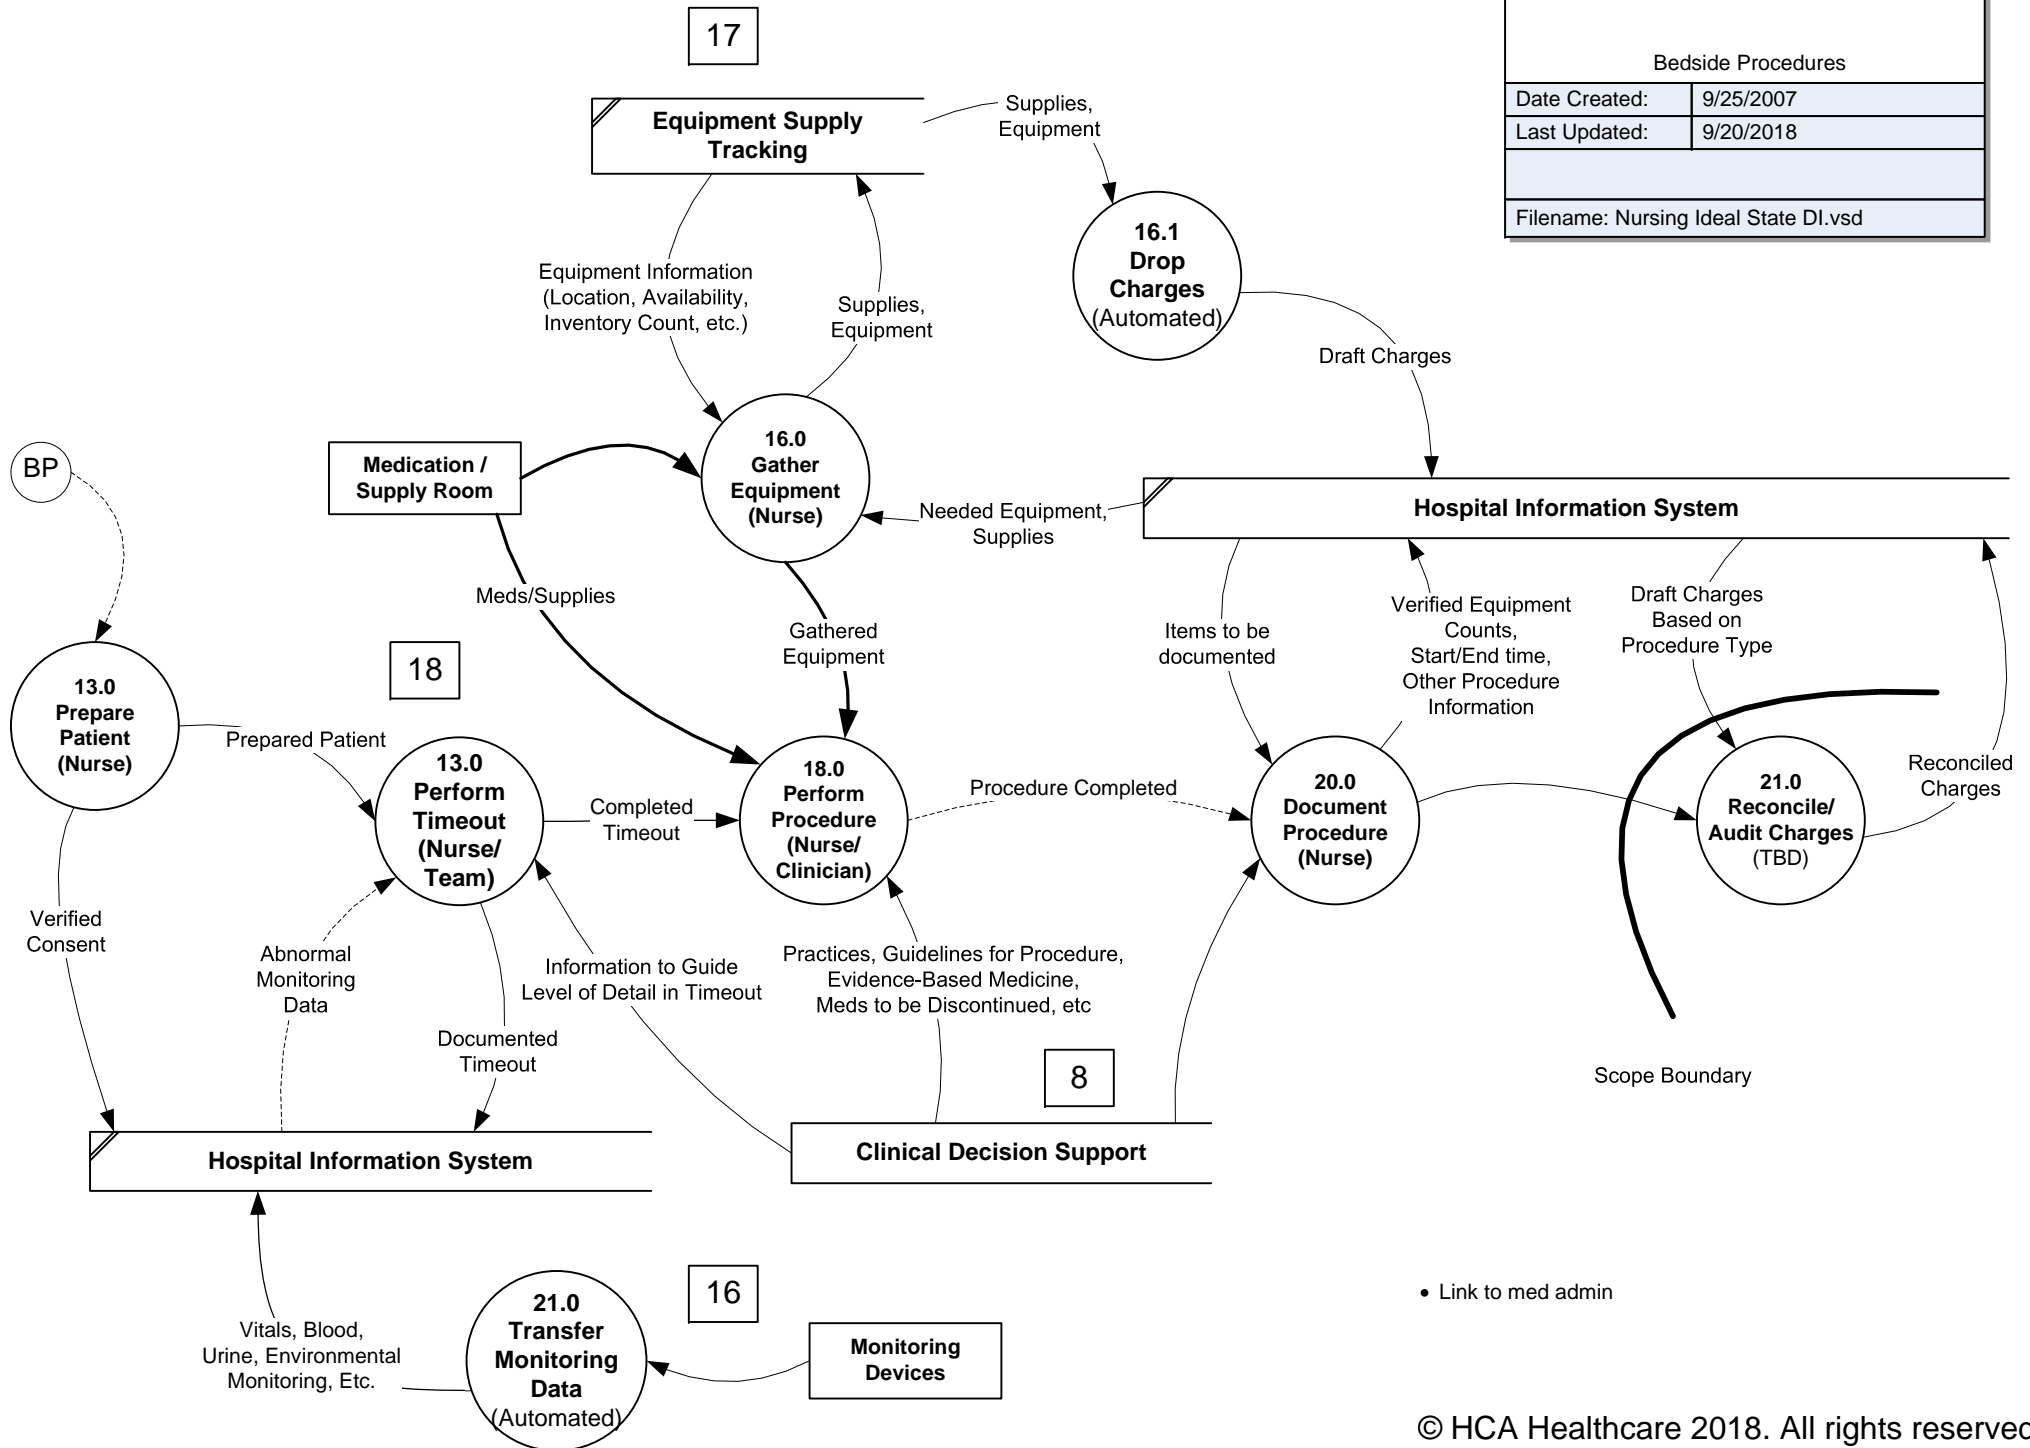 17
Bedside Procedures
Date Created: 9/25/2007
Last Updated: 9/20/2018
Filename: Nursing Ideal State DI.vsd
Equipment Supply
Tracking
Supplies,
Equipment
16.1
Drop
Charges
(Automated)
Equipment Information
(Location, Availability,
Inventory Count, etc.)
Supplies,
Equipment
Draft Charges
BP
Medication /
Supply Room
16.0
Gather
Equipment
(Nurse)
Needed Equipment,
Supplies
Hospital Information System
Meds/Supplies
Gathered
Equipment
Items to be
documented
Verified Equipment
Counts,
Start/End time,
Other Procedure
Information
Draft Charges
Based on
Procedure Type
18
13.0
Prepare
Patient
(Nurse)
Prepared Patient
13.0
Perform
Timeout
(Nurse/
Team)
Completed
Timeout
18.0
Perform
Procedure
(Nurse/
Clinician)
Procedure Completed
20.0
Document
Procedure
(Nurse)
21.0
Reconcile/
Audit Charges
(TBD)
Reconciled
Charges
Verified
Consent
Abnormal
Monitoring
Data
Documented
Timeout
Information to Guide
Level of Detail in Timeout
Practices, Guidelines for Procedure,
Evidence-Based Medicine,
Meds to be Discontinued, etc
8
Scope Boundary
Hospital Information System
Clinical Decision Support
16
Vitals, Blood,
Urine, Environmental
Monitoring, Etc.
21.0
Transfer
Monitoring
Data
(Automated)
Monitoring
Devices
• Link to med admin
© HCA Healthcare 2018. All rights reserved